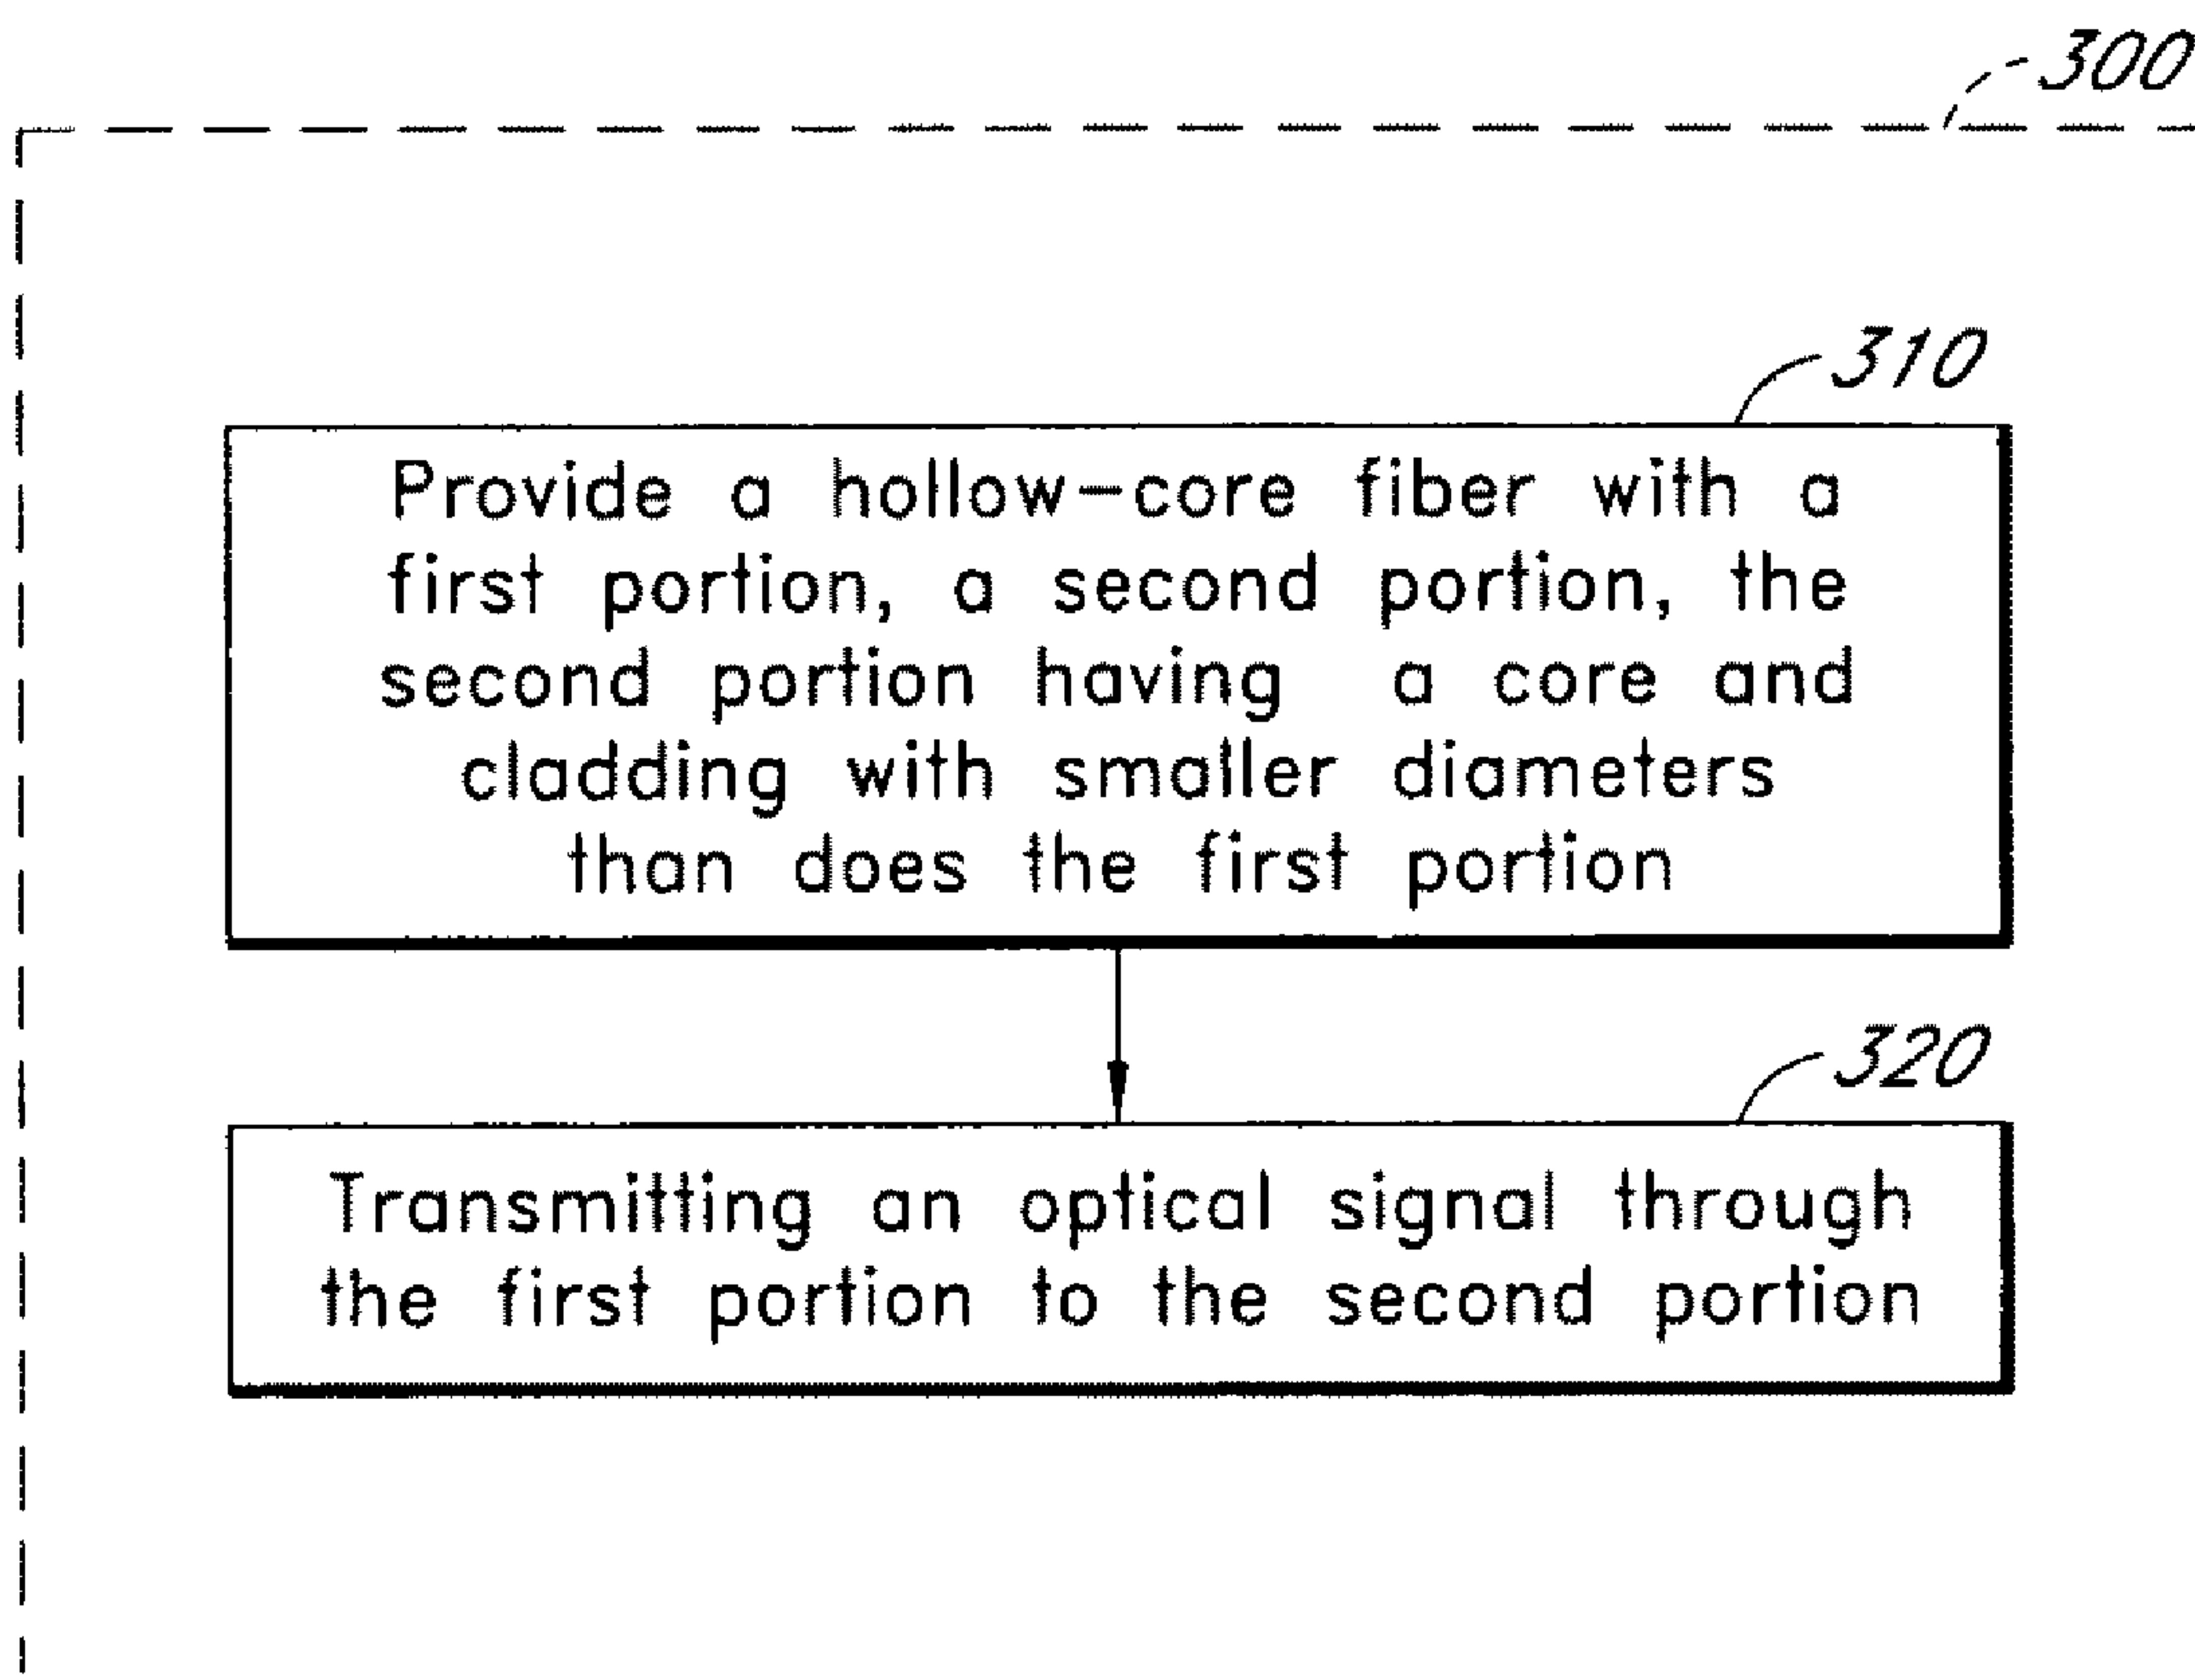 300
310
Provide a hollow-core fiber with a
first portion, a second portion, the
second portion having a core and
cladding with smaller diameters
than does the first portion
320
Transmitting an optical signal through
the first portion to the second portion